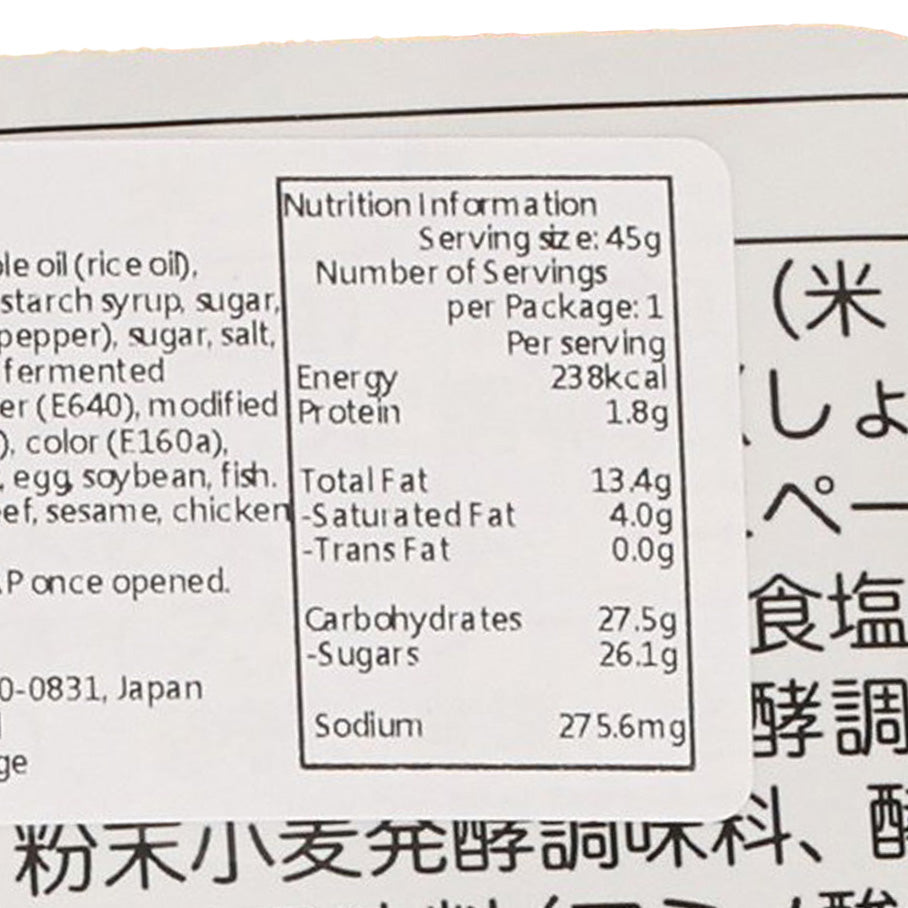 Nutrition Information
Serving size: 45g
Number of Servings
per Package: 1
Per serving
Energy 238kcal
Protein 1.8g
Total Fat 13.4g
-Saturated Fat 4.0g
-Trans Fat 0.0g
Carbohydrates 27.5g
-Sugars 26.1g
Sodium 275.6mg
oil (rice oil),
starch syrup, sugar,
pepper), sugar, salt,
fermented
(E640), modified
), color (E160a),
egg, soybean, fish.
sesame, chicken
once opened.
0-0831, Japan
(米
しょ
ペー
食塩
酵調
粉末小麦発酵調味料、